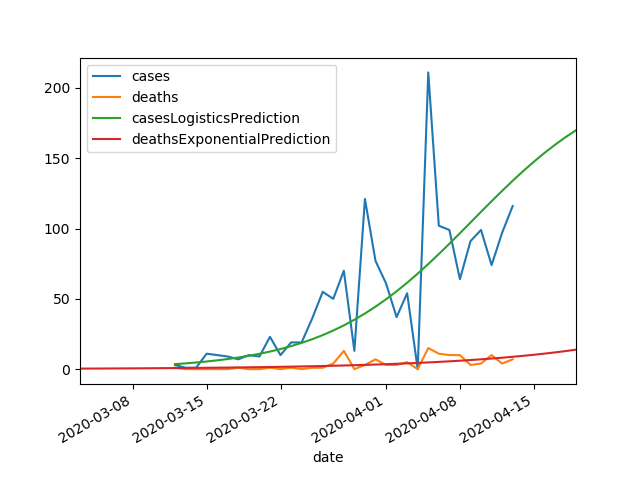 cases
deaths
casesLogisticsPrediction
deathsExponentialPrediction
200
150
100
50
0
2020-03-08
2020-03-15
2020-03-22
2020-04-01
2020-04-08
2020-04-15
date